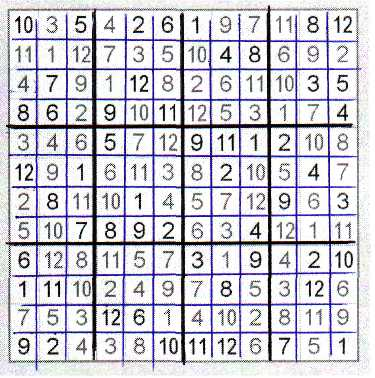 10 3 5 4 2 6 1 9 7 11 8 12
11 1 12 7 3 5 10 4 8 6 9 2
4 7 9 1 12 8 2 6 11 10 3 5
8 6 2 9 10 11 12 5 3 1 7 4
3 4 6 5 7 12 9 11 1 2 10 8
12 9 1 6 11 3 8 2 10 5 4 7
2 8 11 10 1 4 5 7 12 9 6 3
5 10 7 8 9 2 6 3 4 12 1 11
6 12 8 11 5 7 3 1 9 4 2 10
1 11 10 2 4 9 7 8 5 3 12 6
7 5 3 12 6 1 4 10 2 8 11 9
9 2 4 3 8 10 11 12 6 7 5 1